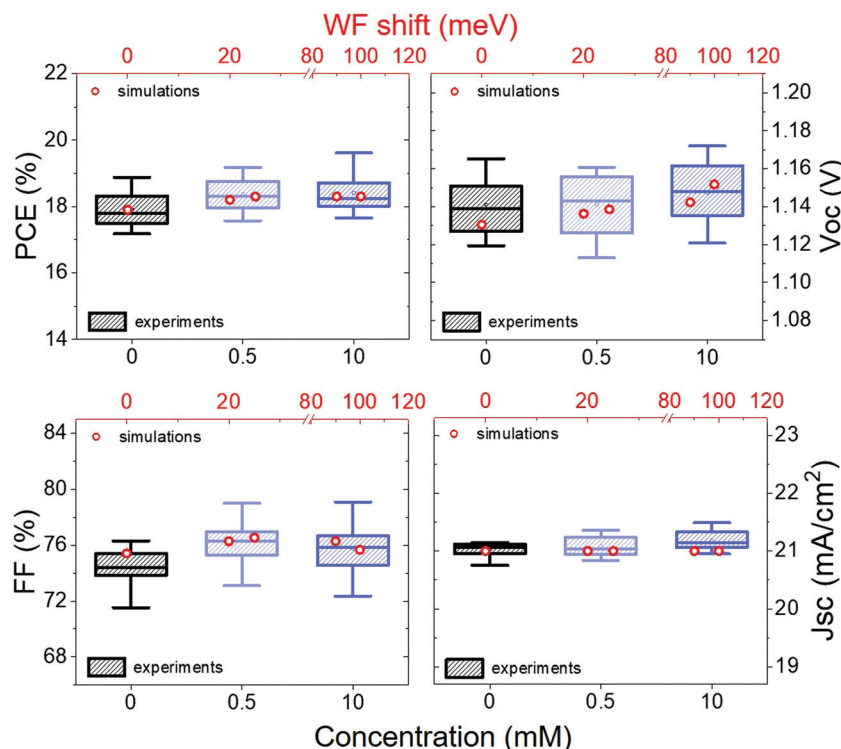 WF shift (meV)
0 20 80 100 120
0 20 80 100 120
22
20
18
16
14
PCE (%)
simulations
experiments
0 0.5 10
simulations
experiments
0 0.5 10
1.20
1.18
1.16
1.14
1.12
1.10
1.08
Voc (V)
0 20 80 100 120
0 20 80 100 120
84
80
76
72
68
66
FF (%)
simulations
experiments
0 0.5 10
simulations
experiments
0 0.5 10
23
22
21
20
19
Jsc (mA/cm²)
Concentration (mM)